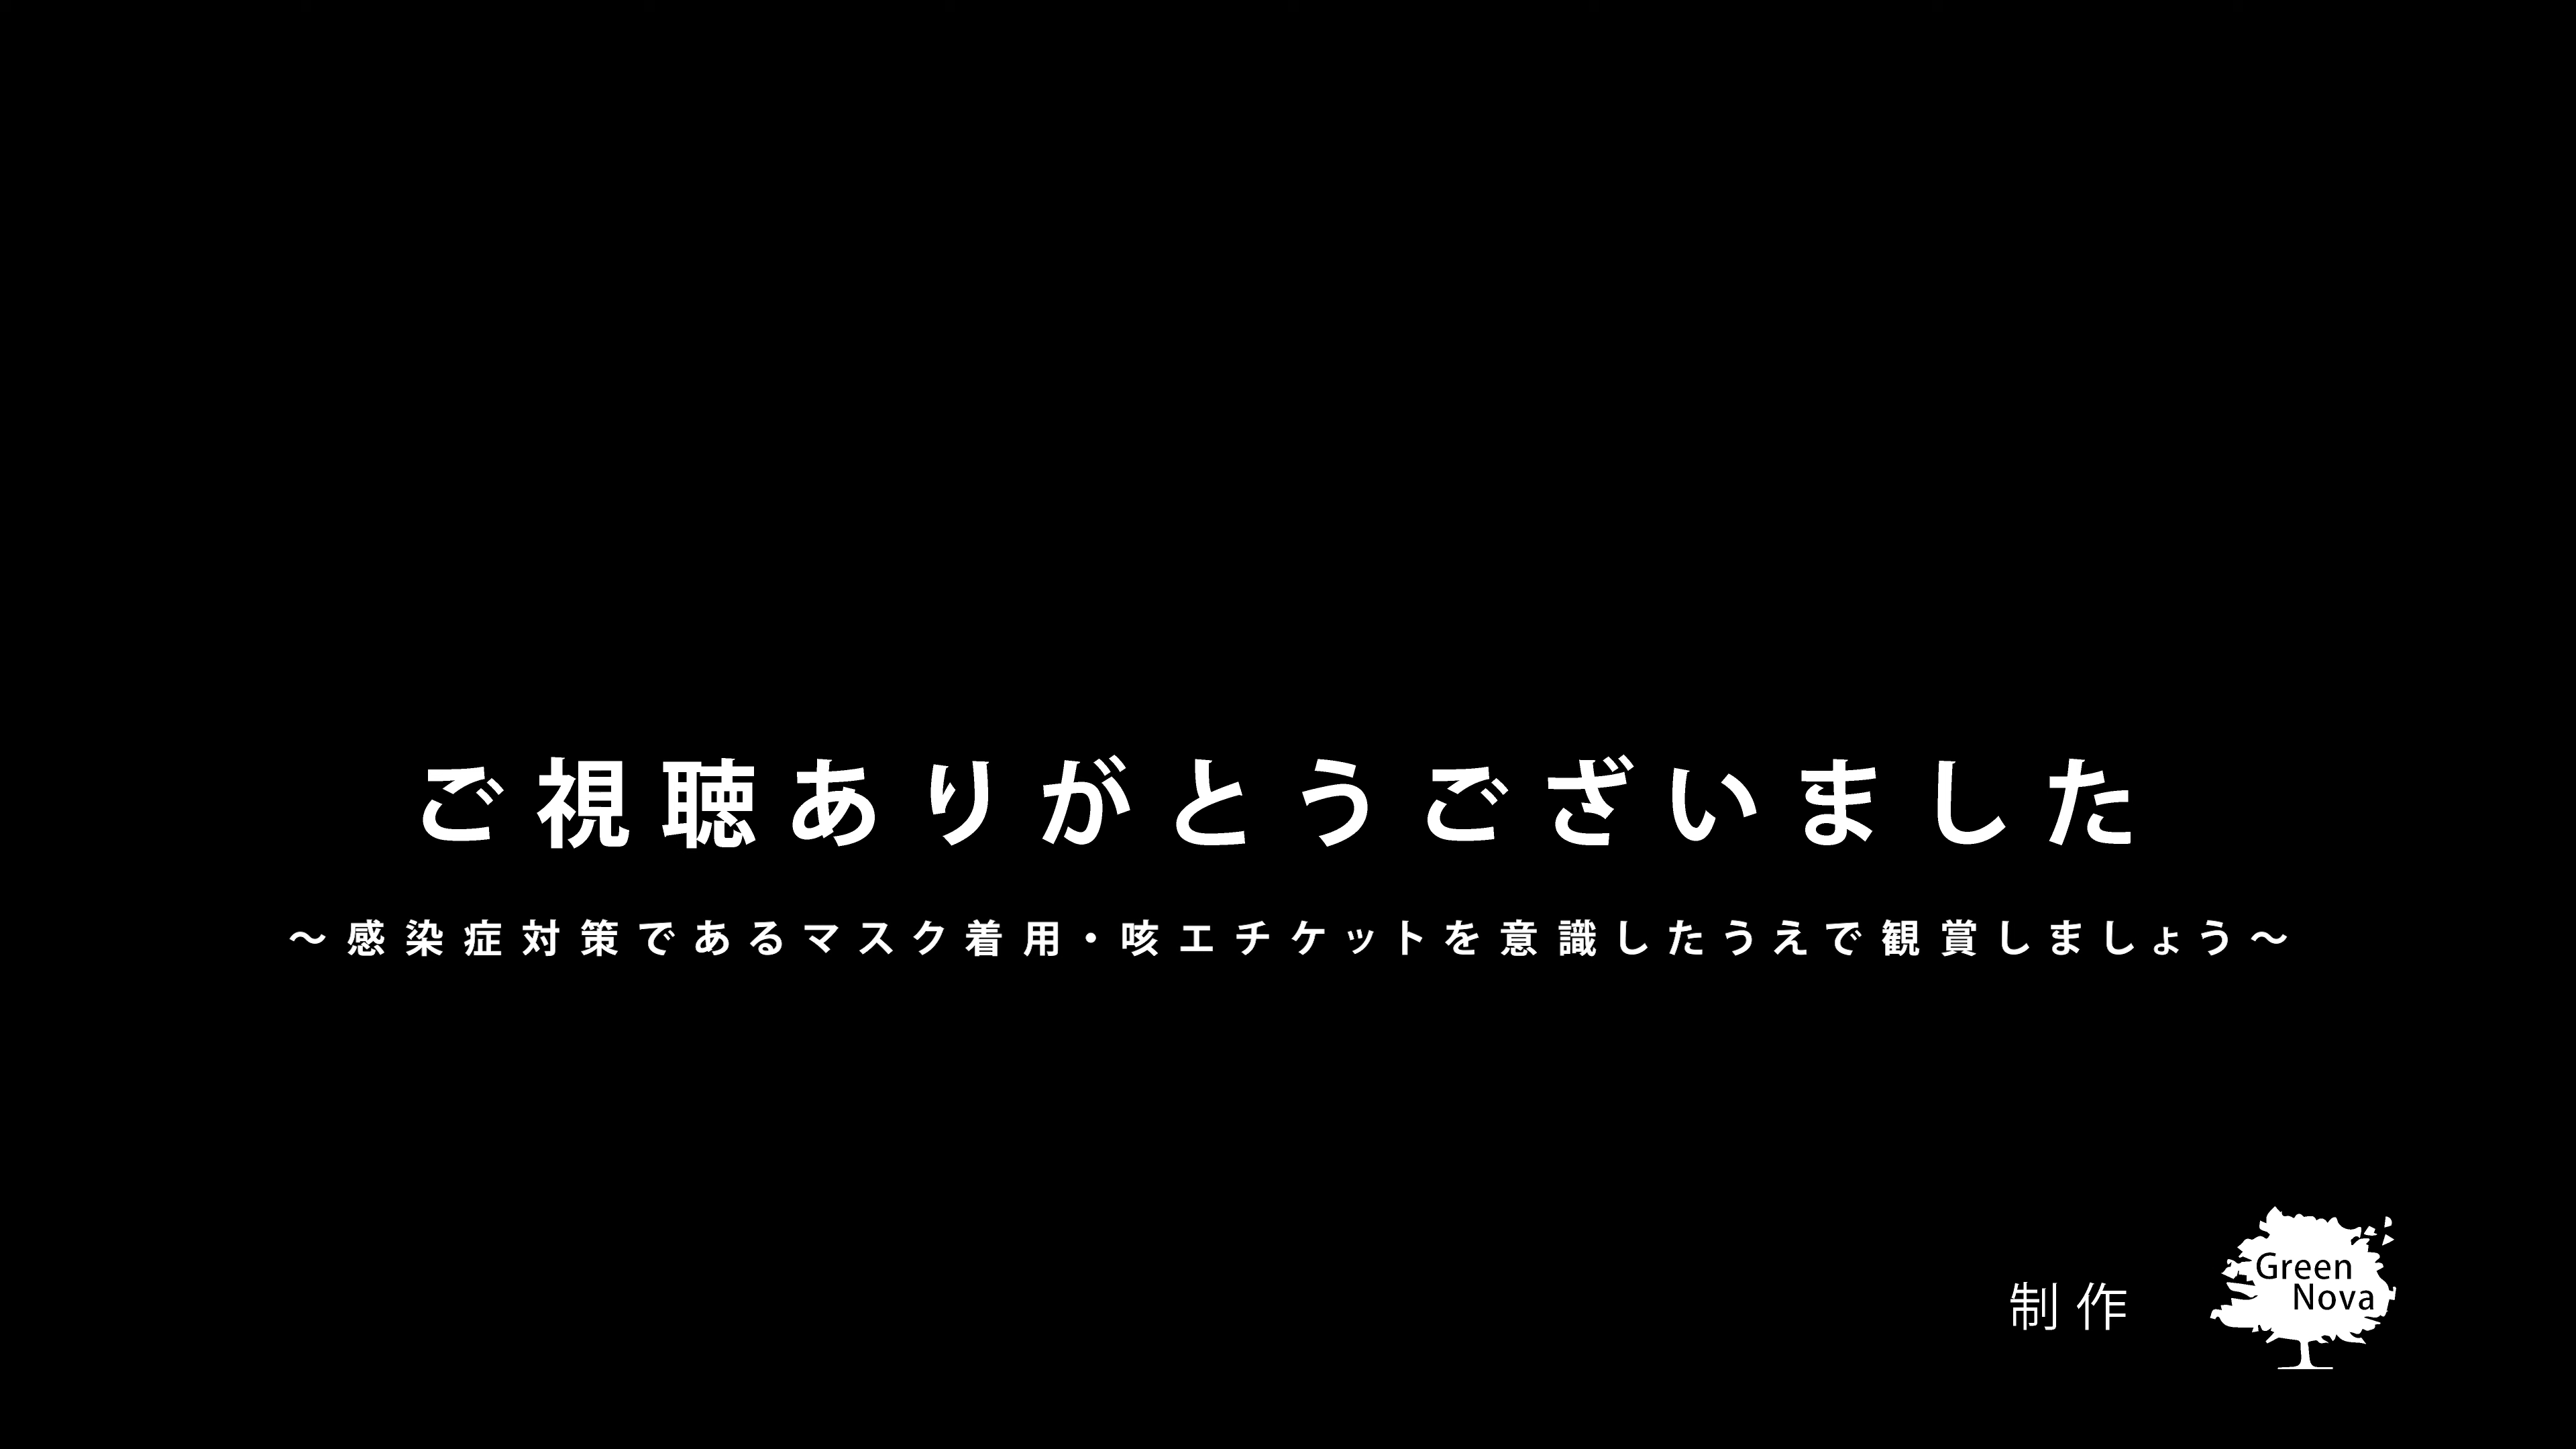 ご視聴ありがとうございました
～感染症対策であるマスク着用・咳エチケットを意識したうえで観賞しましょう～
制作
Green
Nova